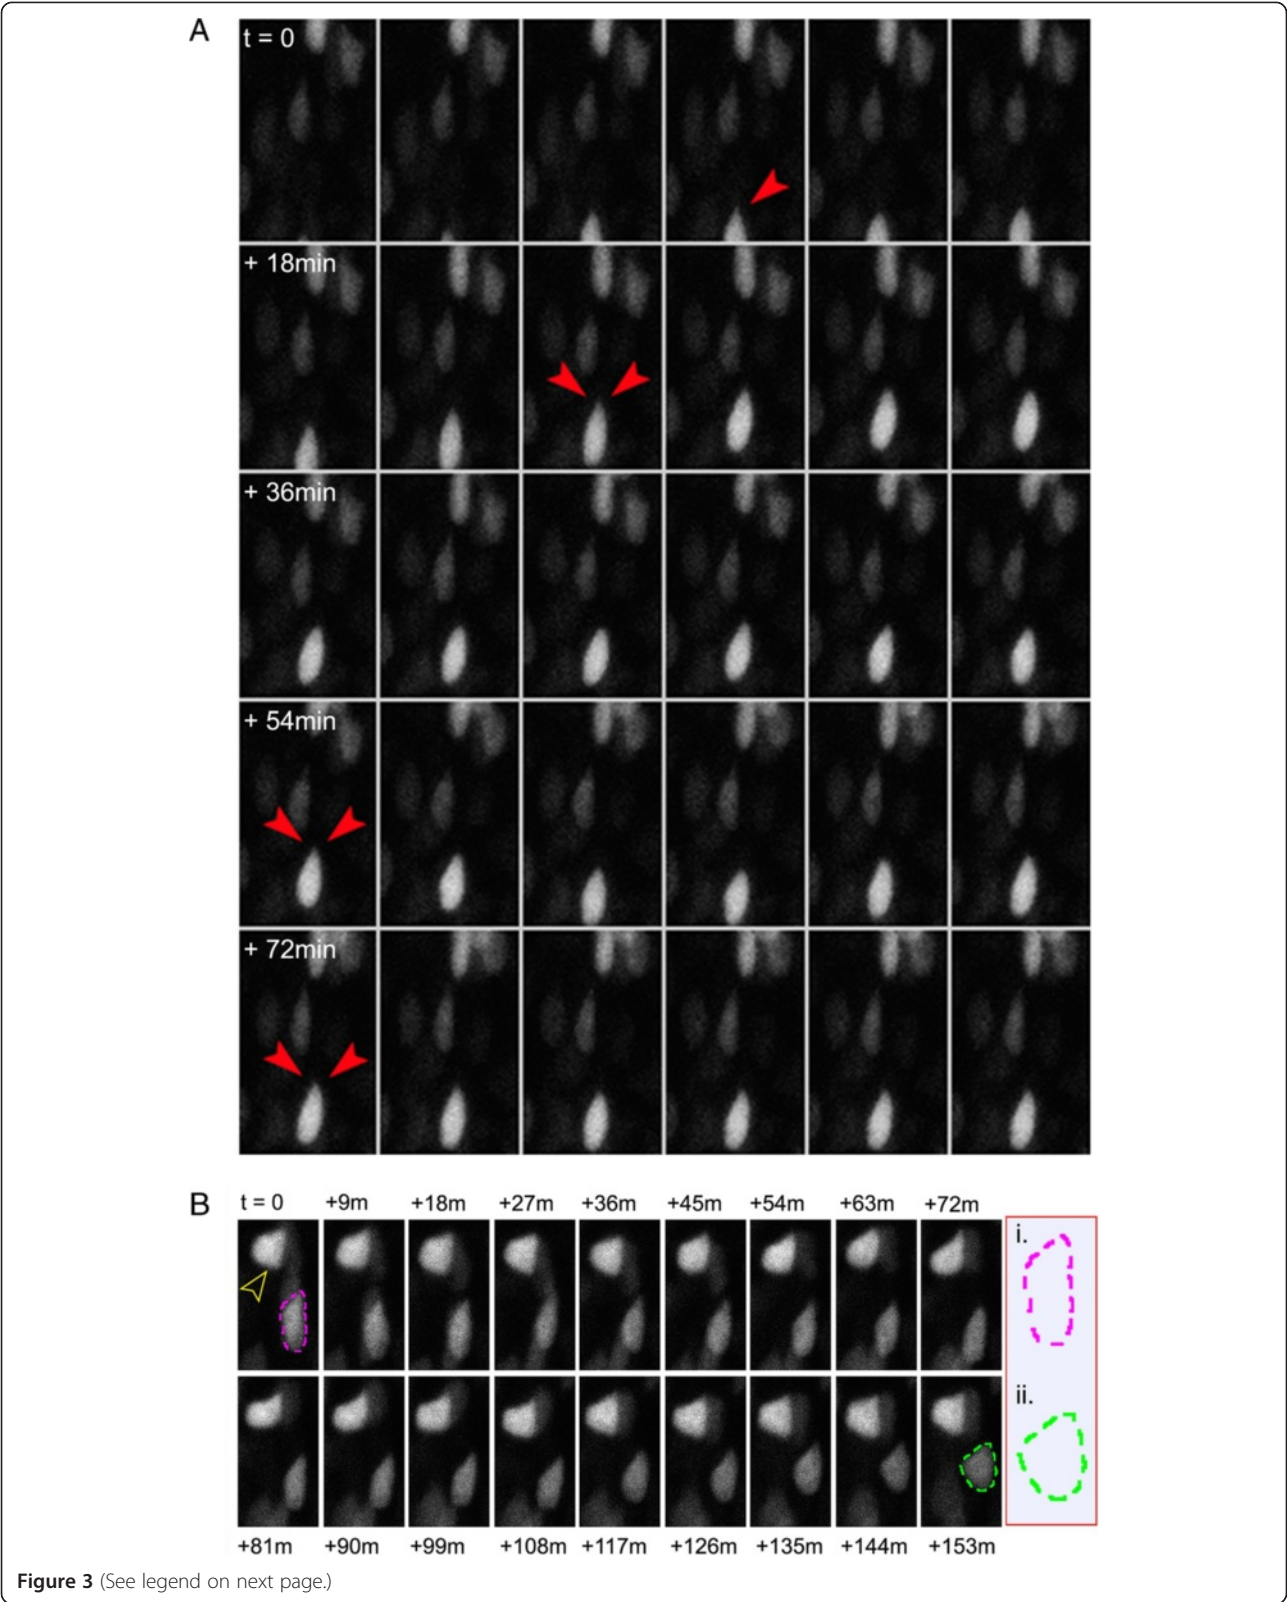 A
t = 0
+ 18min
+ 36min
+ 54min
+ 72min
B
t = 0 +9m +18m +27m +36m +45m +54m +63m +72m
i.
ii.
+81m +90m +99m +108m +117m +126m +135m +144m +153m
Figure 3 (See legend on next page.)